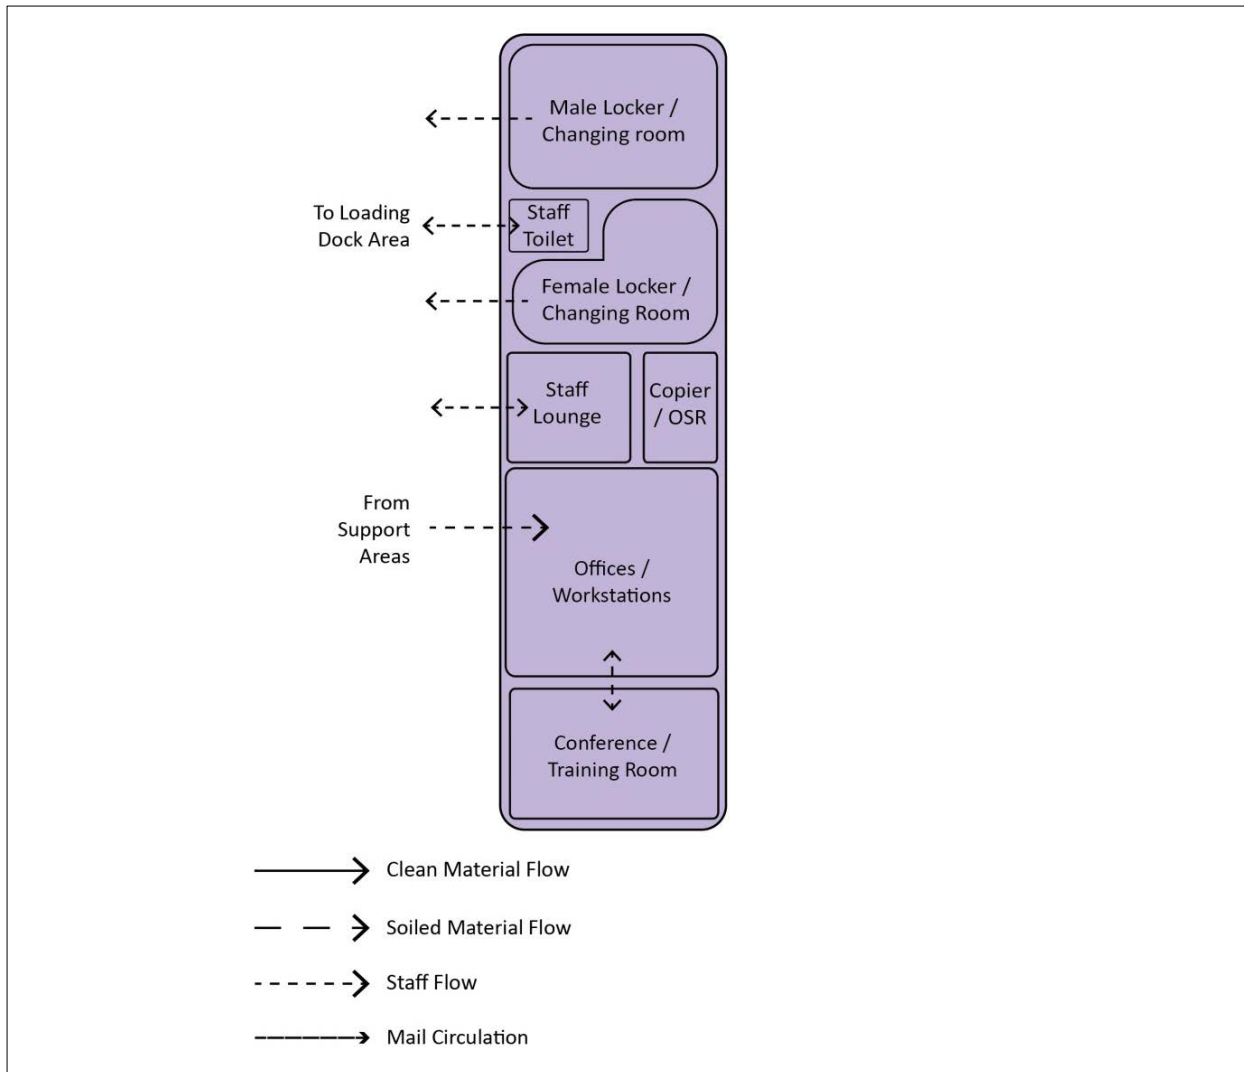 Male Locker /
Changing room
To Loading
Dock Area
Staff
Toilet
Female Locker /
Changing Room
Staff
Lounge
Copier
/ OSR
From
Support
Areas
Offices /
Workstations
Conference /
Training Room
Clean Material Flow
Soiled Material Flow
Staff Flow
Mail Circulation